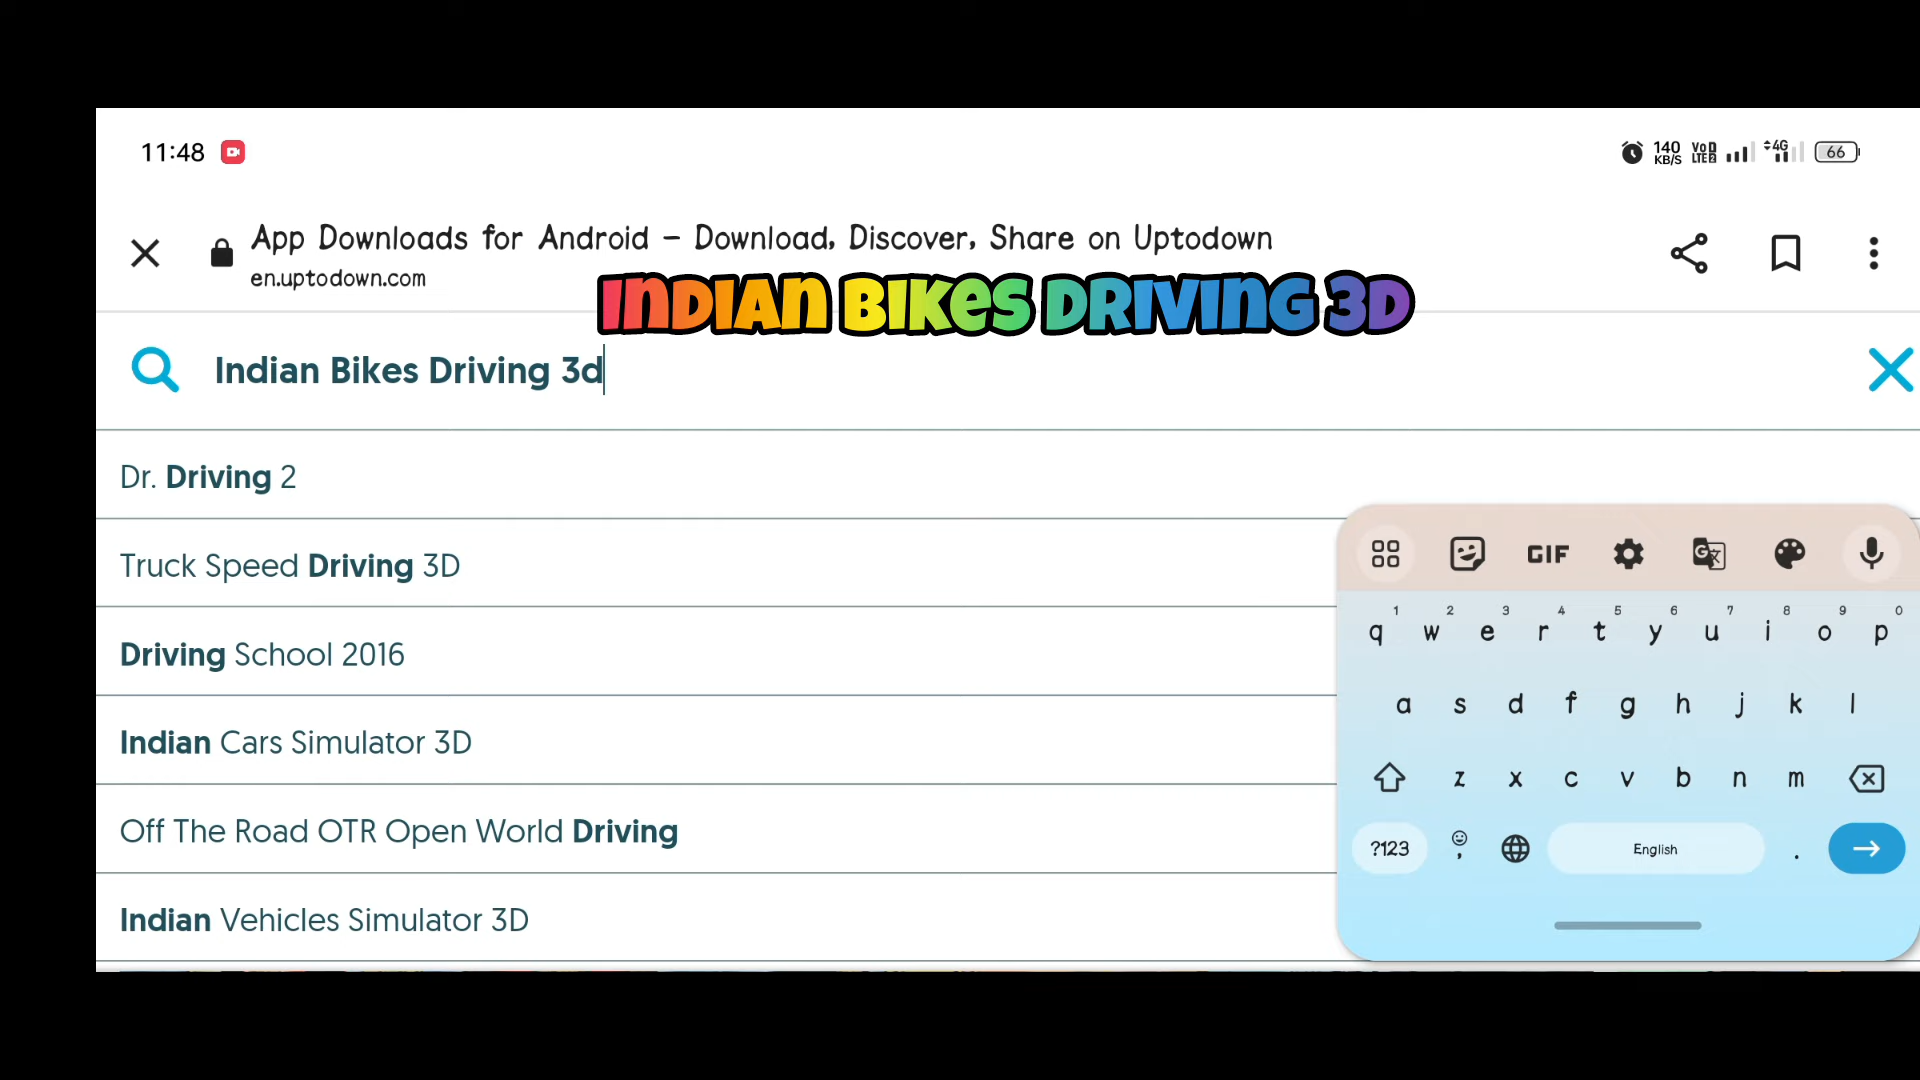 11:48
140 KB/S VoD LTE2 4G 66
App Downloads for Android – Download, Discover, Share on Uptodown
en.uptodown.com
INDIAN BIKES DRIVING 3D
Indian Bikes Driving 3d
Dr. Driving 2
Truck Speed Driving 3D
Driving School 2016
Indian Cars Simulator 3D
Off The Road OTR Open World Driving
Indian Vehicles Simulator 3D
GIF G
1 2 3 4 5 6 7 8 9 0
q w e r t y u i o p
a s d f g h j k l
z x c v b n m
?123 , English .